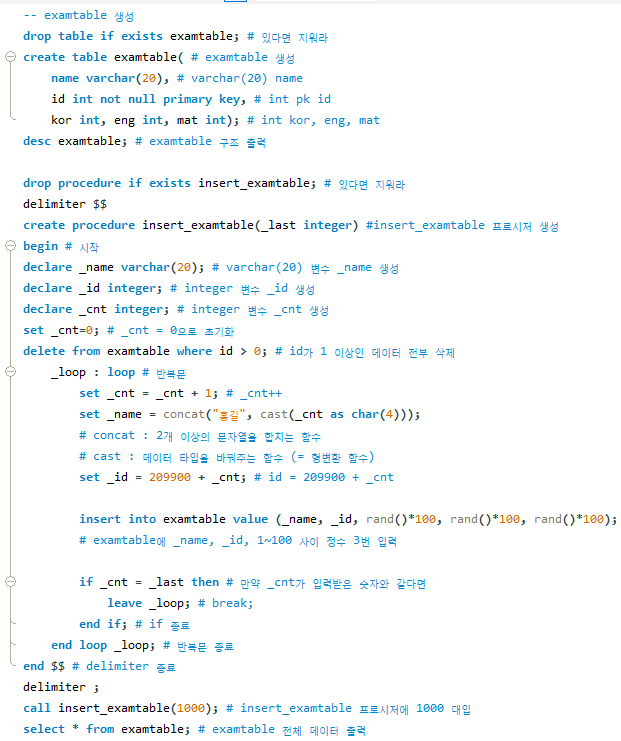 -- examtable 생성
drop table if exists examtable; # 있다면 지워라
create table examtable( # examtable 생성
name varchar(20), # varchar(20) name
id int not null primary key, # int pk id
kor int, eng int, mat int); # int kor, eng, mat
desc examtable; # examtable 구조 출력
drop procedure if exists insert_examtable; # 있다면 지워라
delimiter $$
create procedure insert_examtable(_last integer) #insert_examtable 프로시저 생성
begin # 시작
declare _name varchar(20); # varchar(20) 변수 _name 생성
declare _id integer; # integer 변수 _id 생성
declare _cnt integer; # integer 변수 _cnt 생성
set _cnt=0; # _cnt = 0으로 초기화
delete from examtable where id > 0; # id가 1 이상인 데이터 전부 삭제
_loop : loop # 반복문
set _cnt = _cnt + 1; # _cnt++
set _name = concat("홍길", cast(_cnt as char(4)));
# concat : 2개 이상의 문자열을 합치는 함수
# cast : 데이터 타입을 바꿔주는 함수 (= 형변환 함수)
set _id = 209900 + _cnt; # id = 209900 + _cnt
insert into examtable value (_name, _id, rand()*100, rand()*100, rand()*100);
# examtable에 _name, _id, 1~100 사이 정수 3번 입력
if _cnt = _last then # 만약 _cnt가 입력받은 숫자와 같다면
leave _loop; # break;
end if; # if 종료
end loop _loop; # 반복문 종료
end $$ # delimiter 종료
delimiter ;
call insert_examtable(1000); # insert_examtable 프로시저에 1000 대입
select * from examtable; # examtable 전체 데이터 출력